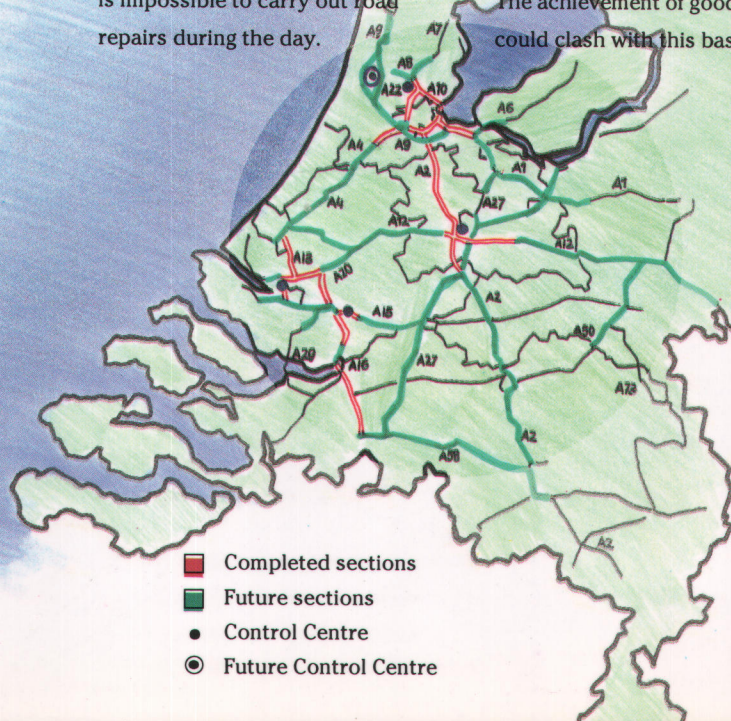 is impossible to carry out road
repairs during the day.
The achievement of good
could clash with this bas
A9
A7
A8
A22
A10
A6
A4
A9
A2
A1
A1
A4
A27
A12
A12
A13
A20
A2
A15
A50
A20
A16
A27
A73
A2
A58
A2
Completed sections
Future sections
Control Centre
Future Control Centre